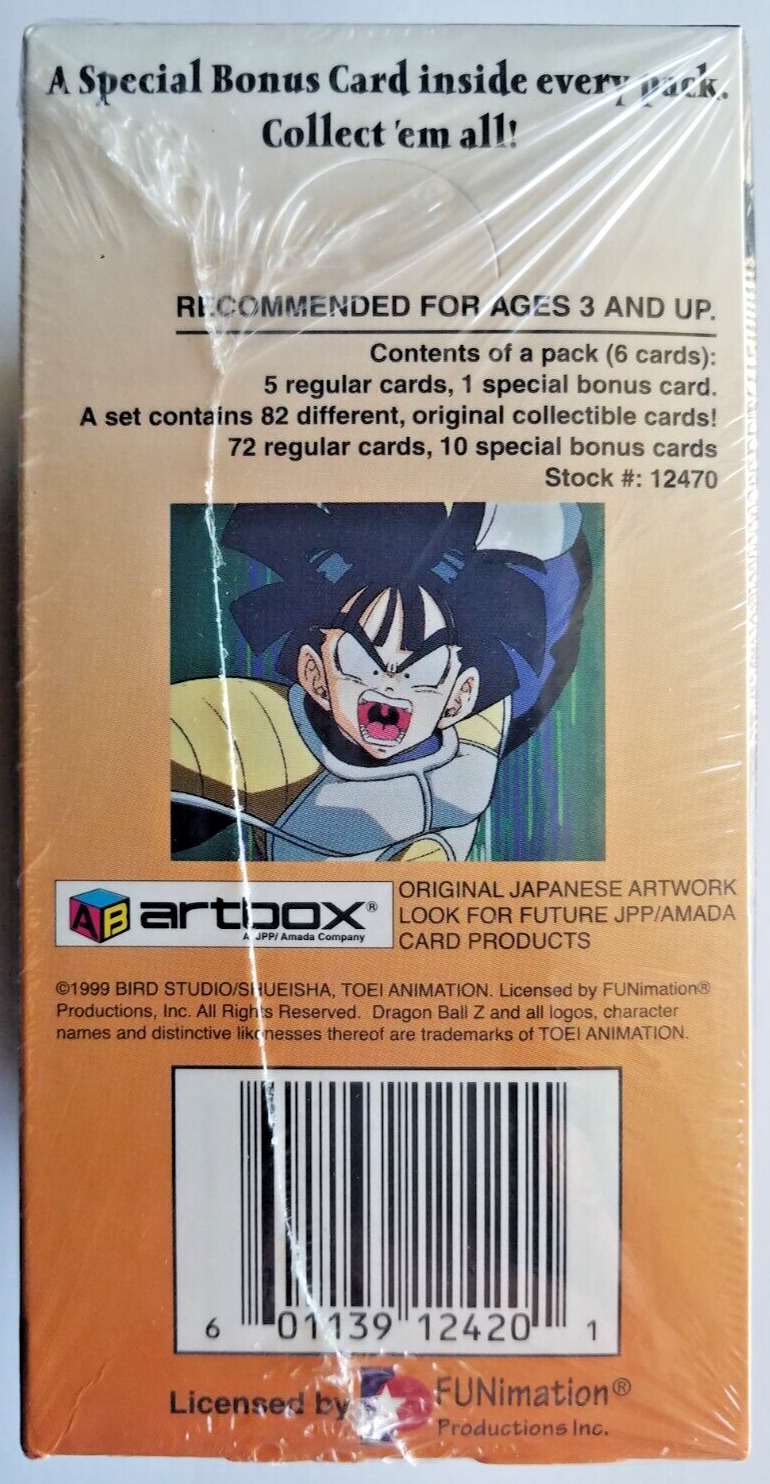 A Special Bonus Card inside every pack.
Collect 'em all!
RECOMMENDED FOR AGES 3 AND UP.
Contents of a pack (6 cards):
5 regular cards, 1 special bonus card.
A set contains 82 different, original collectible cards!
72 regular cards, 10 special bonus cards
Stock #: 12470
AB artbox®
A JPP/ Amada Company
ORIGINAL JAPANESE ARTWORK
LOOK FOR FUTURE JPP/AMADA
CARD PRODUCTS
©1999 BIRD STUDIO/SHUEISHA, TOEI ANIMATION. Licensed by FUNimation®
Productions, Inc. All Rights Reserved. Dragon Ball Z and all logos, character
names and distinctive likenesses thereof are trademarks of TOEI ANIMATION.
6 01139 12420 1
Licensed by FUNimation®
Productions Inc.